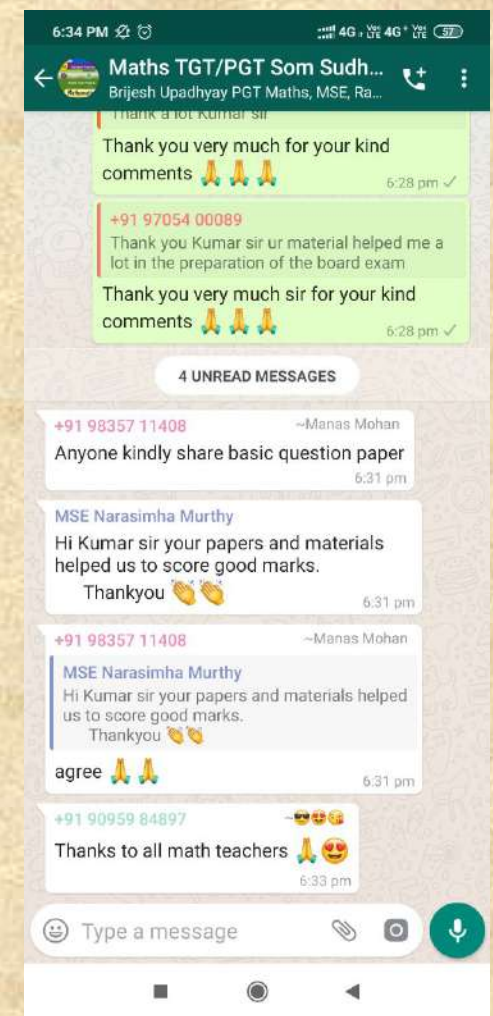 6:34 PM 4G+ VoLTE 4G+ VoLTE 57
Maths TGT/PGT Som Sudh...
Brijesh Upadhyay PGT Maths, MSE, Ra...
Thank a lot Kumar sir
Thank you very much for your kind
comments 🙏 🙏 🙏
6:28 pm ✓
+91 97054 00089
Thank you Kumar sir ur material helped me a
lot in the preparation of the board exam
Thank you very much sir for your kind
comments 🙏 🙏 🙏
6:28 pm ✓
4 UNREAD MESSAGES
+91 98357 11408 ~Manas Mohan
Anyone kindly share basic question paper
6:31 pm
MSE Narasimha Murthy
Hi Kumar sir your papers and materials
helped us to score good marks.
Thankyou 👏👏
6:31 pm
+91 98357 11408 ~Manas Mohan
MSE Narasimha Murthy
Hi Kumar sir your papers and materials helped
us to score good marks.
Thankyou 👏👏
agree 🙏 🙏
6:31 pm
+91 90959 84897 ~😎😍😘
Thanks to all math teachers 🙏😍
6:33 pm
Type a message